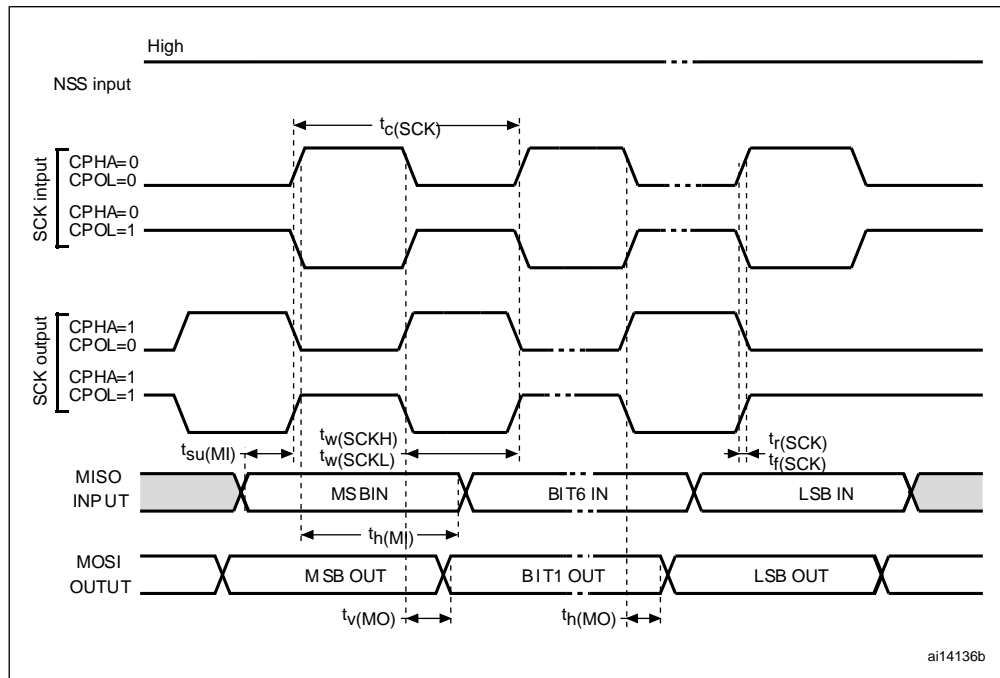 High
NSS input
tc(SCK)
SCK intput
CPHA=0
CPOL=0
CPHA=0
CPOL=1
SCK output
CPHA=1
CPOL=0
CPHA=1
CPOL=1
tsu(MI)
tw(SCKH)
tw(SCKL)
tr(SCK)
tf(SCK)
MISO
INPUT
MSBIN
BIT6 IN
LSB IN
th(MI)
MOSI
OUTUT
MSB OUT
BIT1 OUT
LSB OUT
tv(MO)
th(MO)
ai14136b